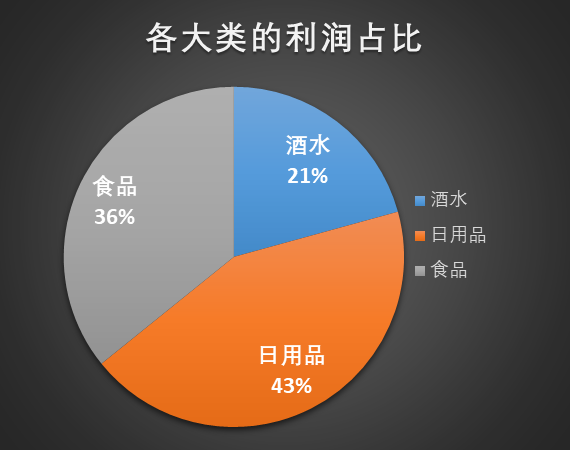 各大类的利润占比
酒水
21%
食品
36%
日用品
43%
酒水
日用品
食品